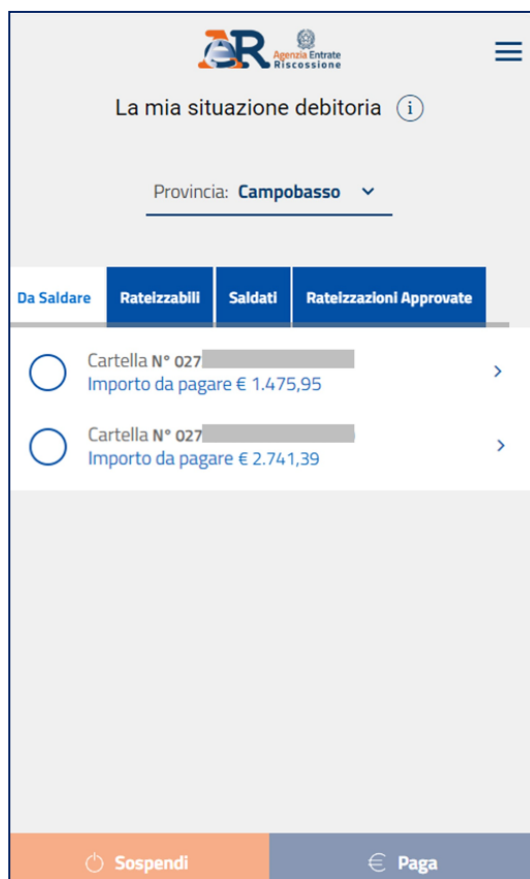 AeR Agenzia Entrate
Riscossione
La mia situazione debitoria i
Provincia: Campobasso
Da Saldare Rateizzabili Saldati Rateizzazioni Approvate
Cartella N° 027
Importo da pagare € 1.475,95
Cartella N° 027
Importo da pagare € 2.741,39
Sospendi € Paga